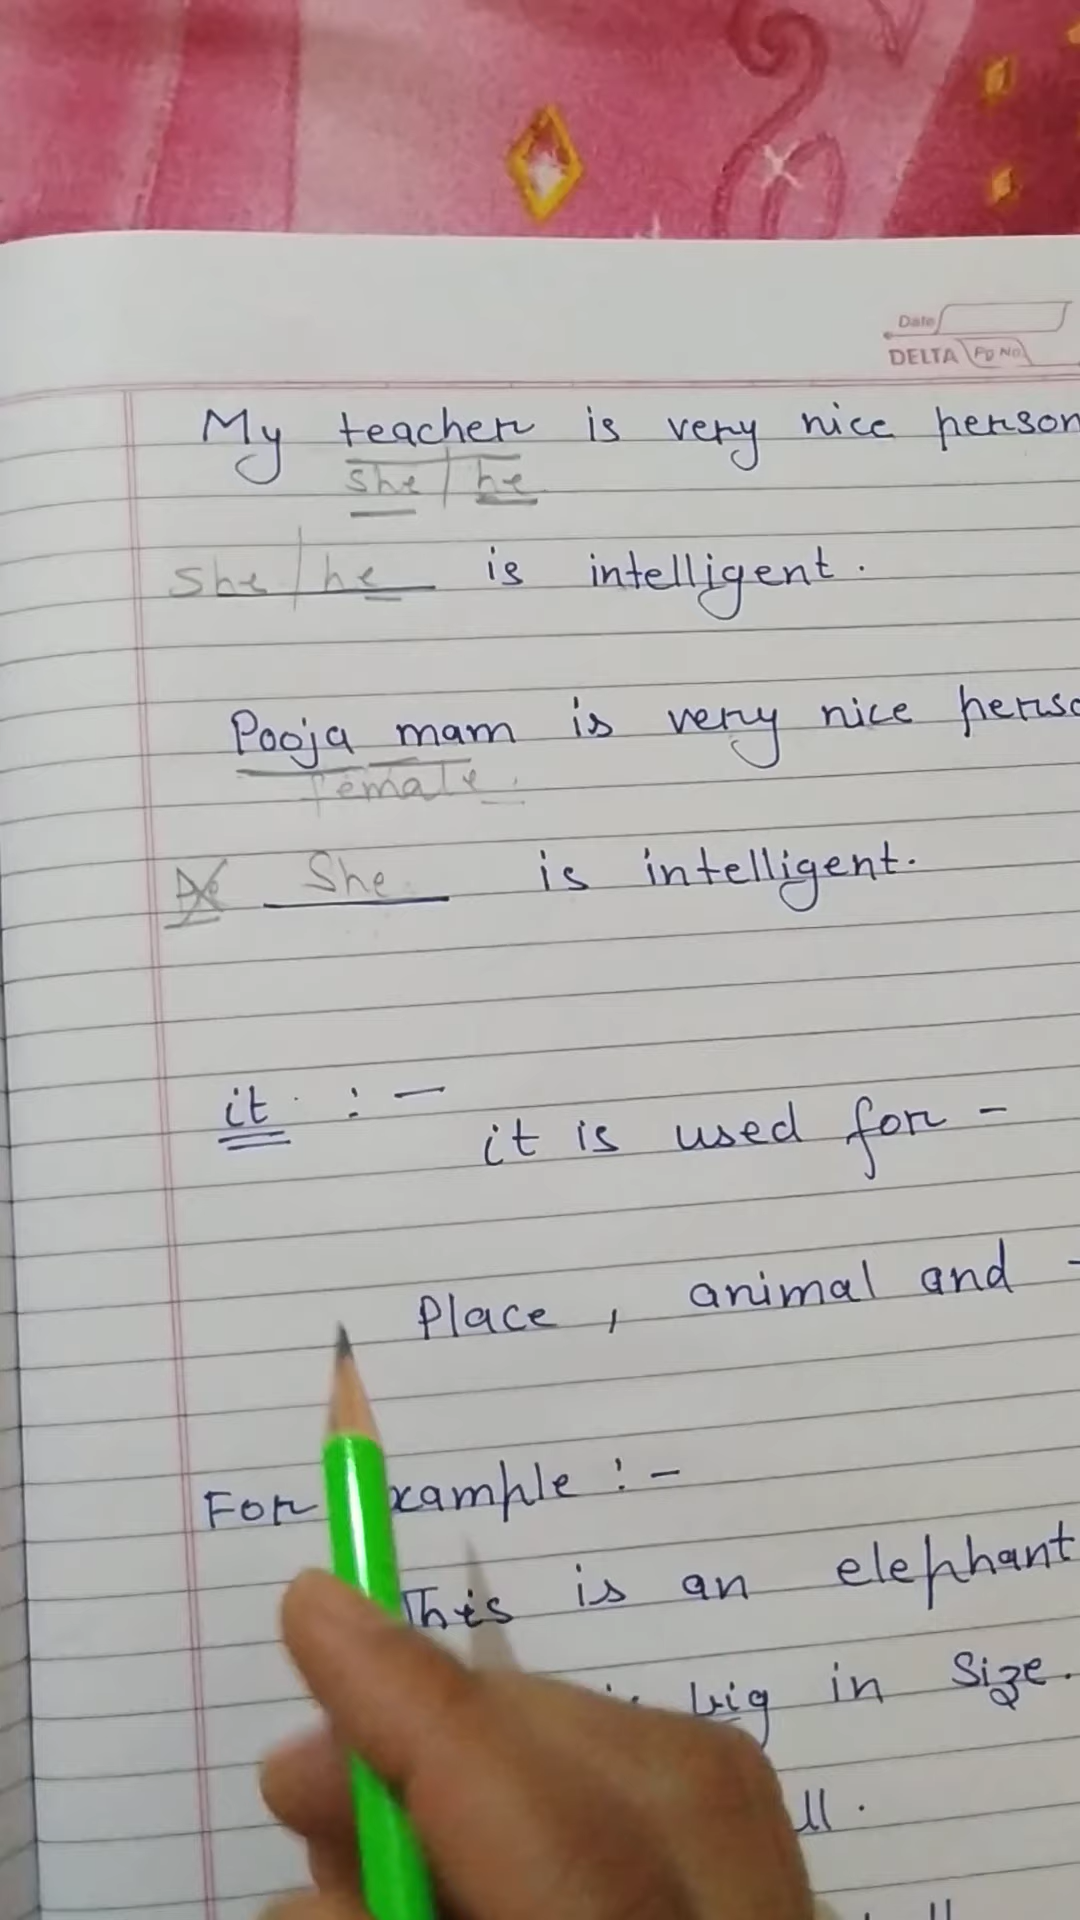 Date
DELTA Pg No.
My teacher is very nice person
she / he
she / he is intelligent.
Pooja mam is very nice
female.
She is intelligent.
it :-
it is used for -
Place, animal and
For xample :-
This is an elephant
big in size.